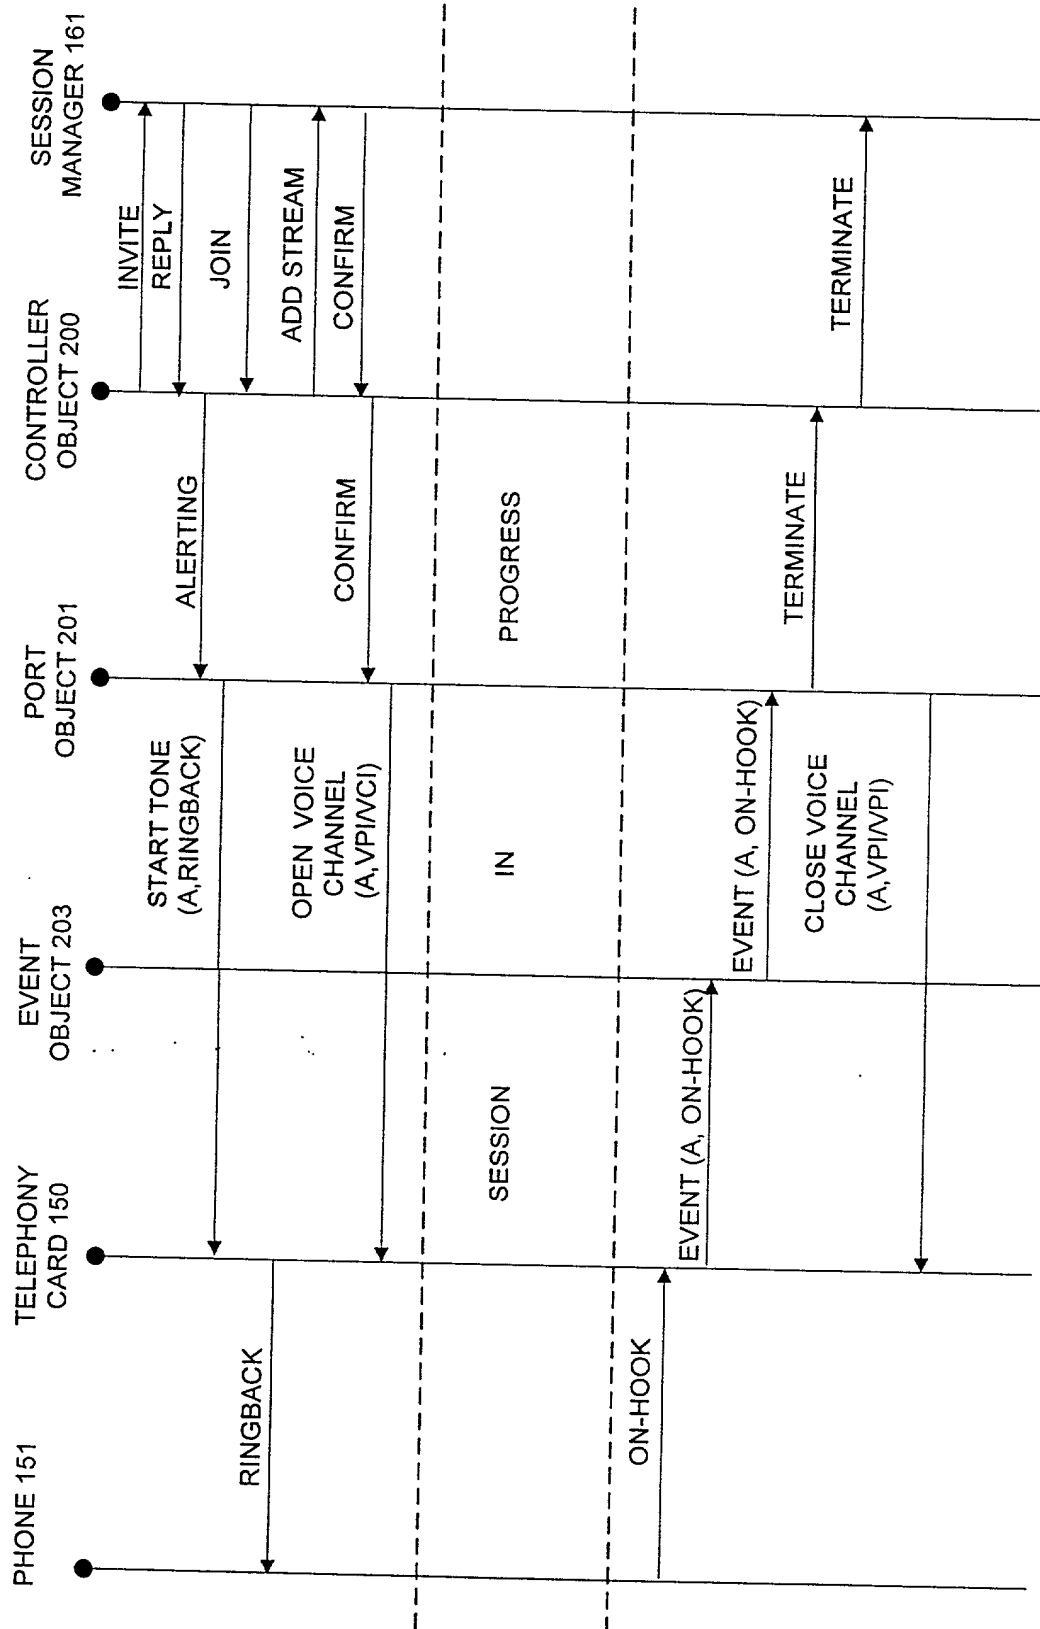 PHONE 151
TELEPHONY
CARD 150
EVENT
OBJECT 203
PORT
OBJECT 201
CONTROLLER
OBJECT 200
SESSION
MANAGER 161
INVITE
REPLY
ALERTING
START TONE
(A,RINGBACK)
JOIN
RINGBACK
ADD STREAM
CONFIRM
CONFIRM
OPEN VOICE
CHANNEL
(A,VPI/VCI)
SESSION
IN
PROGRESS
ON-HOOK
EVENT (A, ON-HOOK)
EVENT (A, ON-HOOK)
TERMINATE
TERMINATE
CLOSE VOICE
CHANNEL
(A,VPI/VPI)